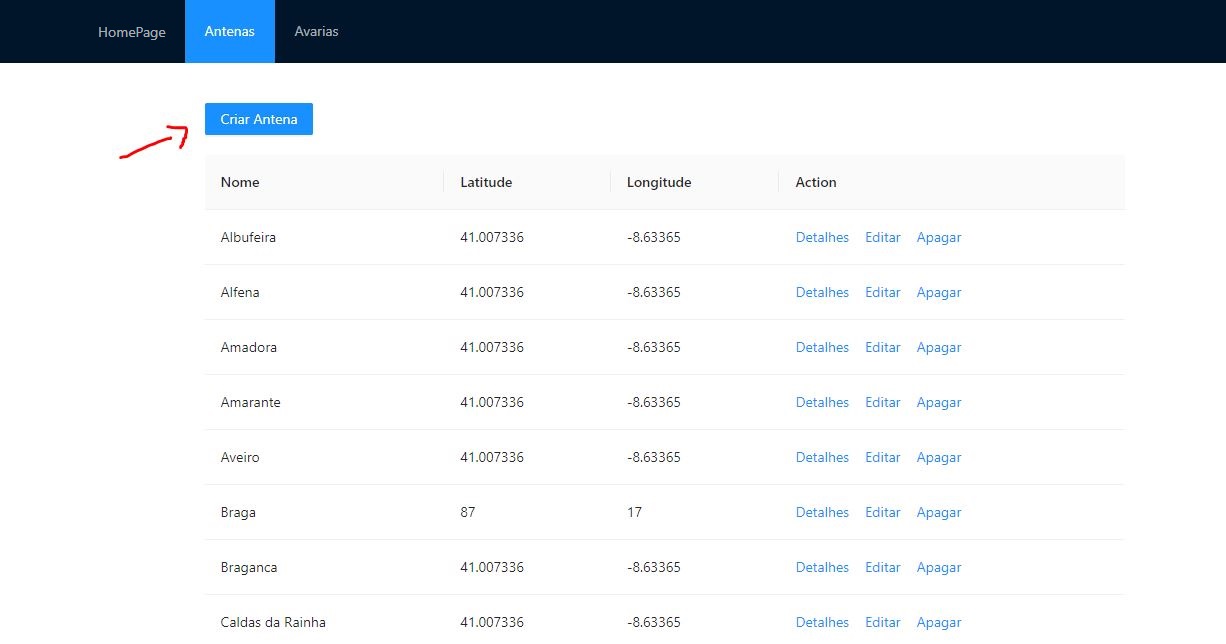 HomePage Antenas Avarias
Criar Antena
Nome Latitude Longitude Action
Albufeira 41.007336 -8.63365 Detalhes Editar Apagar
Alfena 41.007336 -8.63365 Detalhes Editar Apagar
Amadora 41.007336 -8.63365 Detalhes Editar Apagar
Amarante 41.007336 -8.63365 Detalhes Editar Apagar
Aveiro 41.007336 -8.63365 Detalhes Editar Apagar
Braga 87 17 Detalhes Editar Apagar
Braganca 41.007336 -8.63365 Detalhes Editar Apagar
Caldas da Rainha 41.007336 -8.63365 Detalhes Editar Apagar